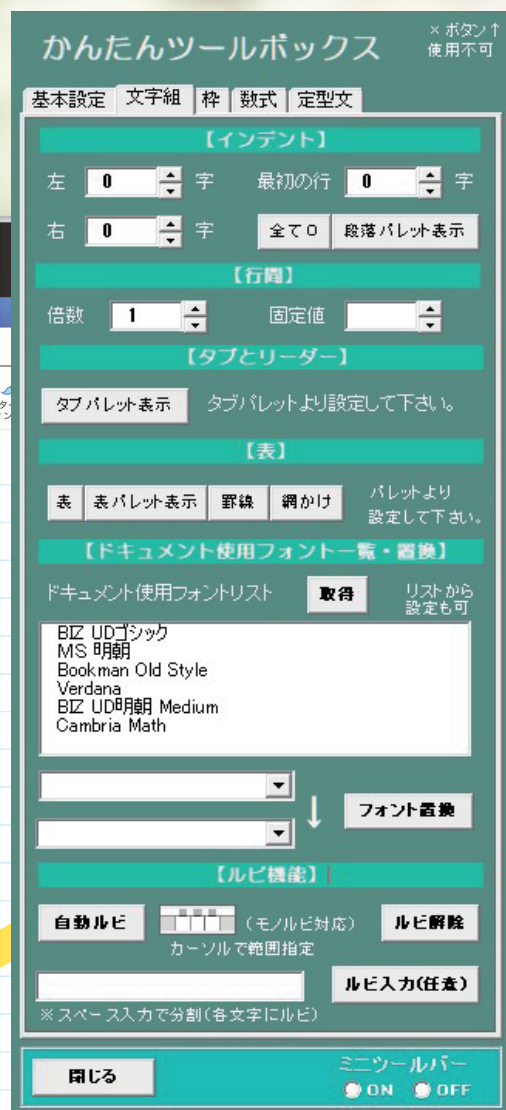 かんたんツールボックス
×ボタン↑
使用不可
基本設定 文字組 枠 数式 定型文
【インデント】
左 0 字 最初の行 0 字
右 0 字 全て0 段落パレット表示
【行間】
倍数 1 固定値
【タブとリーダー】
タブパレット表示 タブパレットより設定して下さい。
【表】
表 表パレット表示 罫線 網かけ パレットより
設定して下さい。
【ドキュメント使用フォント一覧・置換】
ドキュメント使用フォントリスト 取得 リストから
設定も可
BIZ UDゴシック
MS 明朝
Bookman Old Style
Verdana
BIZ UD明朝 Medium
Cambria Math
↓ フォント置換
【ルビ機能】
自動ルビ (モノルビ対応) ルビ解除
カーソルで範囲指定
ルビ入力(任意)
※スペース入力で分割(各文字にルビ)
閉じる ミニツールバー
ON OFF